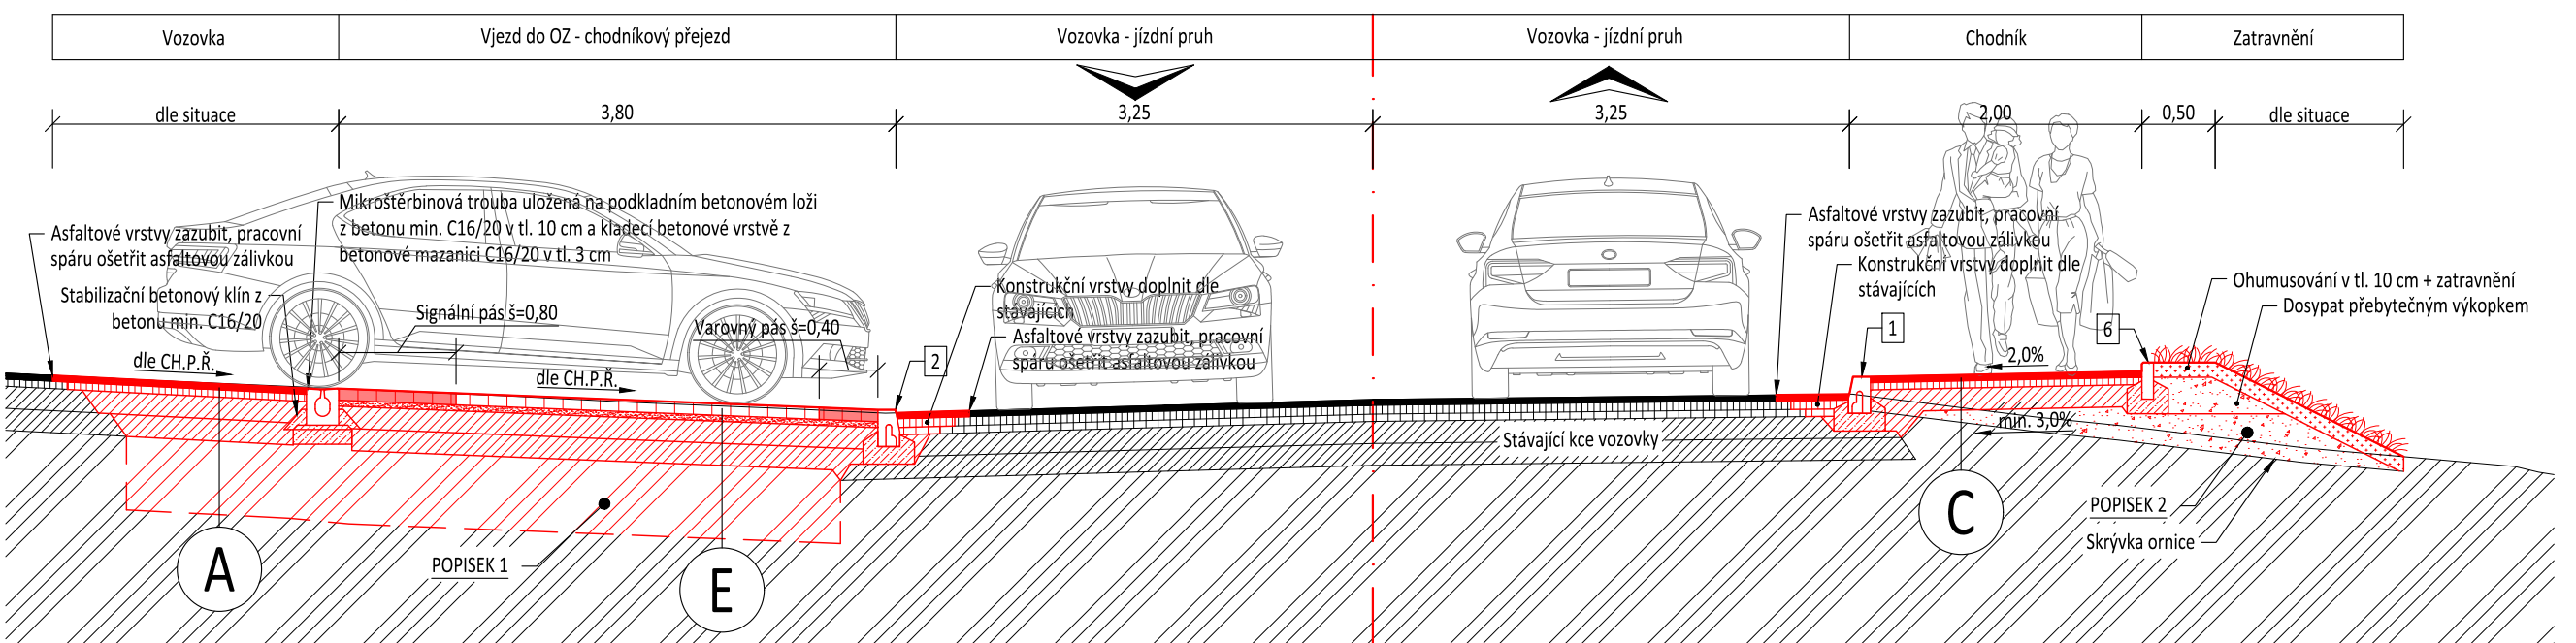 Vozovka
Vjezd do OZ - chodníkový přejezd
Vozovka - jízdní pruh
Vozovka - jízdní pruh
Chodník
Zatravnění
dle situace
3,80
3,25
3,25
2,00
0,50
dle situace
Asfaltové vrstvy zazubit, pracovní
spáru ošetřit asfaltovou zálivkou
Mikroštěrbinová trouba uložená na podkladním betonovém loži
z betonu min. C16/20 v tl. 10 cm a kladecí betonové vrstvě z
betonové mazanici C16/20 v tl. 3 cm
Stabilizační betonový klín z
betonu min. C16/20
Signální pás š=0,80
Varovný pás š=0,40
dle CH.P.Ř.
dle CH.P.Ř.
2
Konstrukční vrstvy doplnit dle
stávajících
Asfaltové vrstvy zazubit, pracovní
spáru ošetřit asfaltovou zálivkou
Asfaltové vrstvy zazubit, pracovní
spáru ošetřit asfaltovou zálivkou
Konstrukční vrstvy doplnit dle
stávajících
1
6
Ohumusování v tl. 10 cm + zatravnění
Dosypat přebytečným výkopkem
2,0%
min. 3,0%
Stávající kce vozovky
A
POPISEK 1
E
C
POPISEK 2
Skrývka ornice